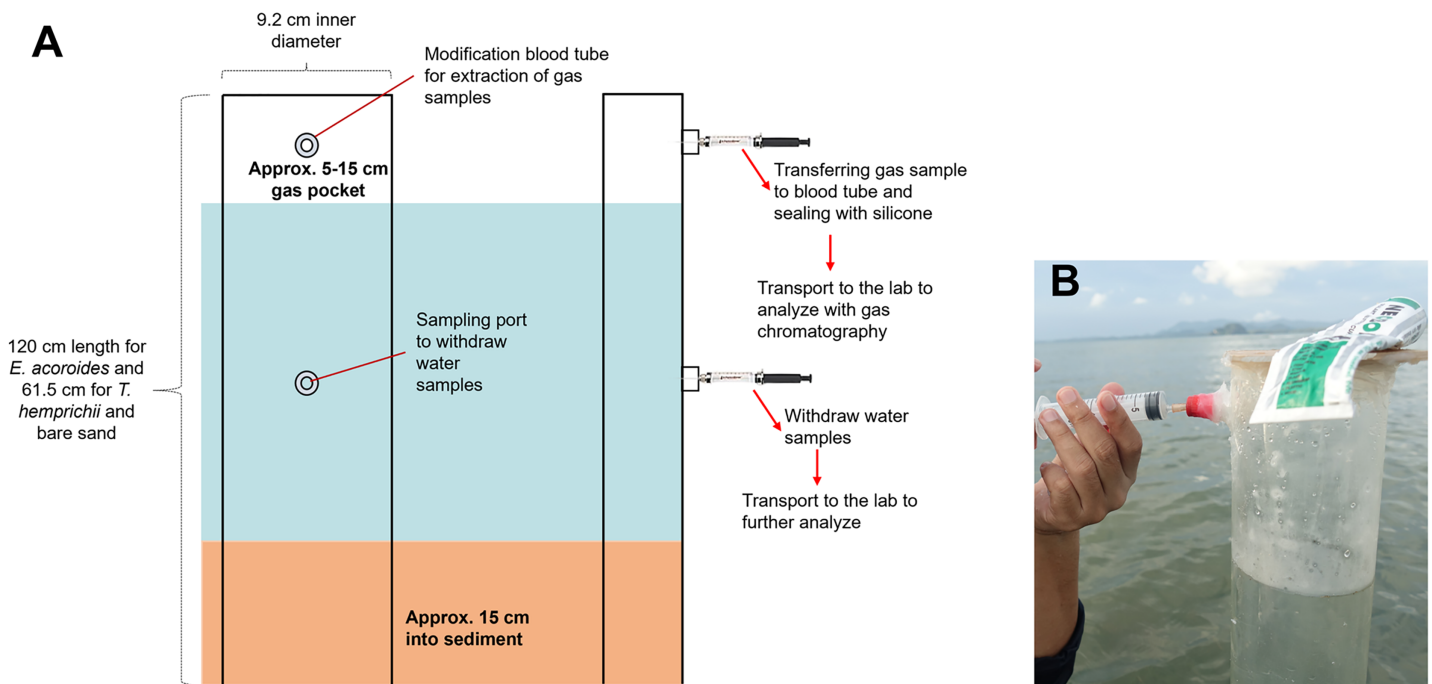 A
9.2 cm inner
diameter
Modification blood tube
for extraction of gas
samples
Approx. 5-15 cm
gas pocket
Transferring gas sample
to blood tube and
sealing with silicone
Transport to the lab to
analyze with gas
chromatography
Sampling port
to withdraw
water
samples
120 cm length for
E. acoroides and
61.5 cm for T.
hemprichii and
bare sand
Withdraw water
samples
Transport to the lab to
further analyze
Approx. 15 cm
into sediment
B
5